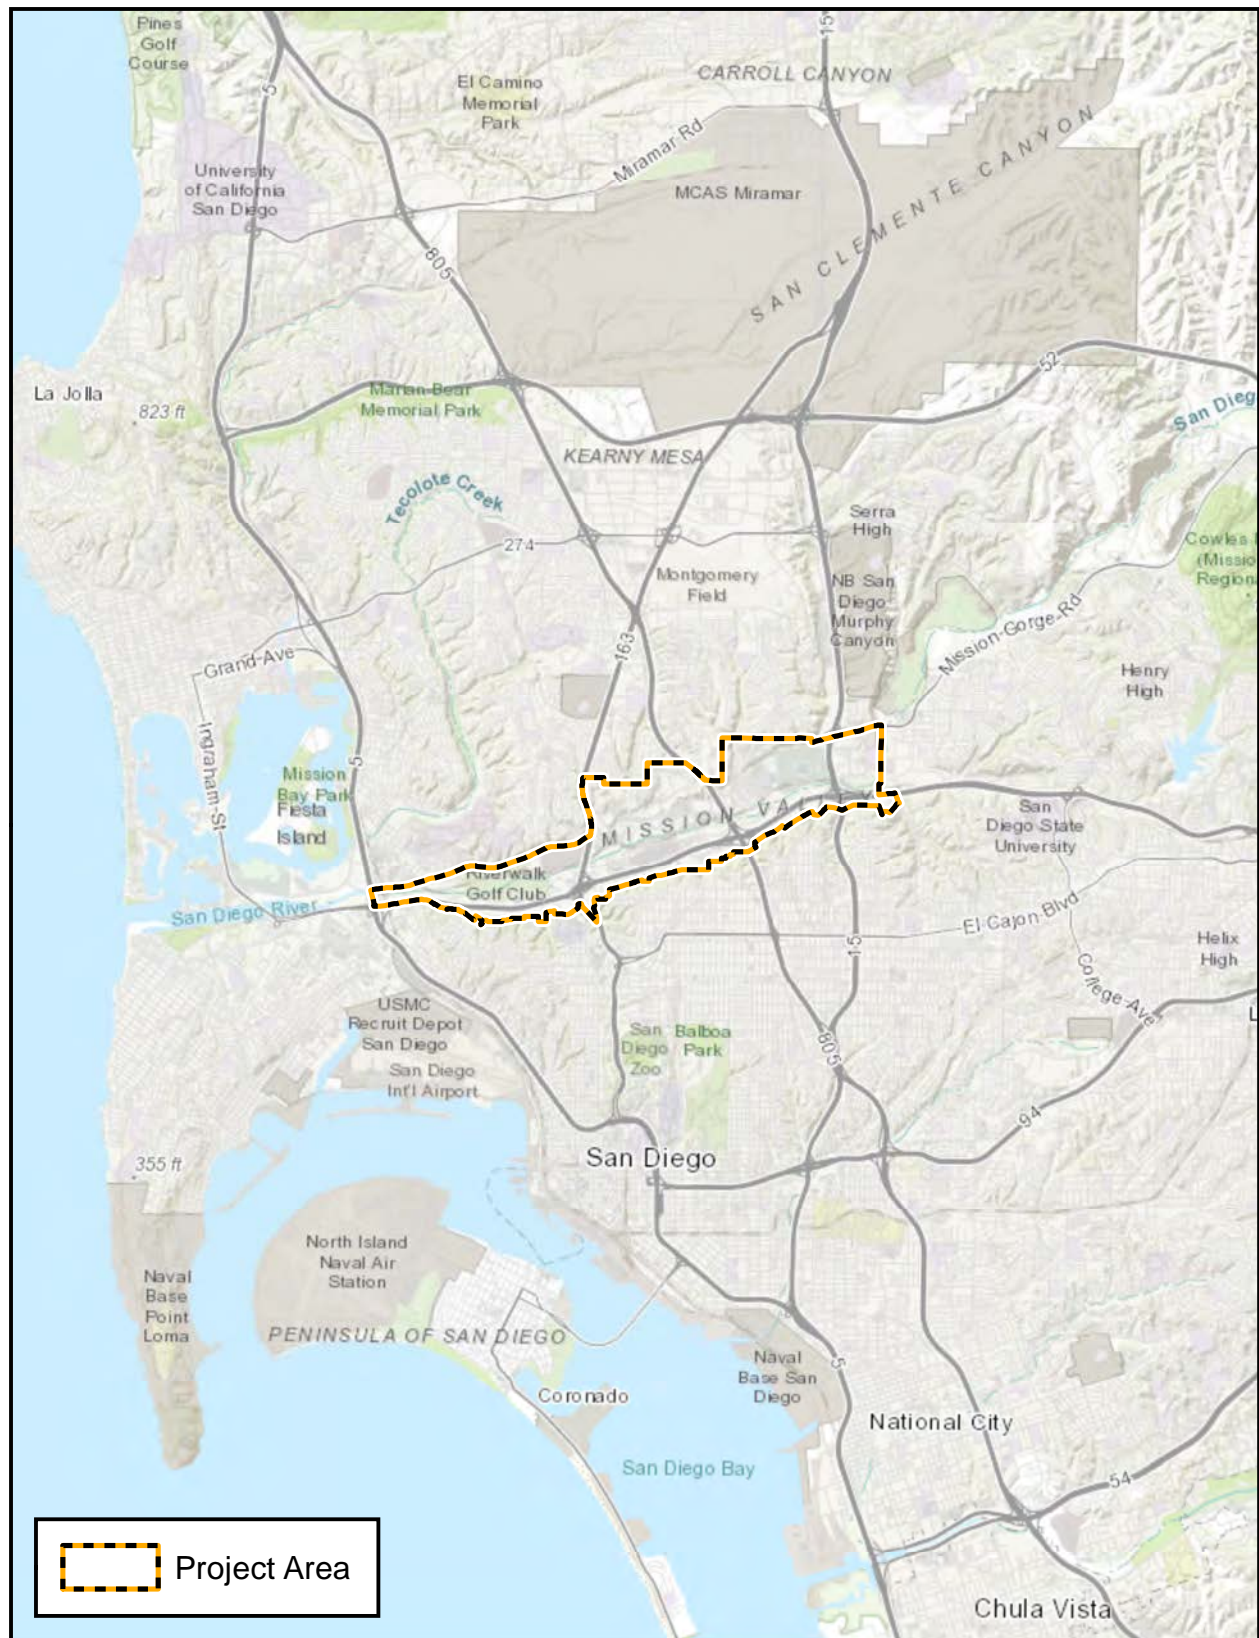 Pines
Golf
Course
15
CARROLL CANYON
El Camino
Memorial
Park
5
Miramar Rd
University
of California
San Diego
MCAS Miramar
SAN CLEMENTE CANYON
805
52
La Jolla
823 ft
Marian Bear
Memorial Park
San Dieg
KEARNY MESA
Tecolote Creek
Serra
High
274
Cowles
(Missio
Region
Montgomery
Field
NB San
Diego
Murphy
Canyon
Mission-Gorge-Rd
163
Grand-Ave
Henry
High
Ingraham-St
5
Mission
Bay Park
Fiesta
Island
MISSION VALLEY
San
Diego State
University
Riverwalk
Golf Club
San Diego River
El-Cajon-Blvd
15
Helix
High
College-Ave
USMC
Recruit Depot
San Diego
L
San
Diego
Zoo
Balboa
Park
805
San Diego
Int'l Airport
94
San Diego
355 ft
North Island
Naval Air
Station
Naval
Base
Point
Loma
PENINSULA OF SAN DIEGO
Naval
Base San
Diego
5
Coronado
National City
San Diego Bay
54
Project Area
Chula Vista